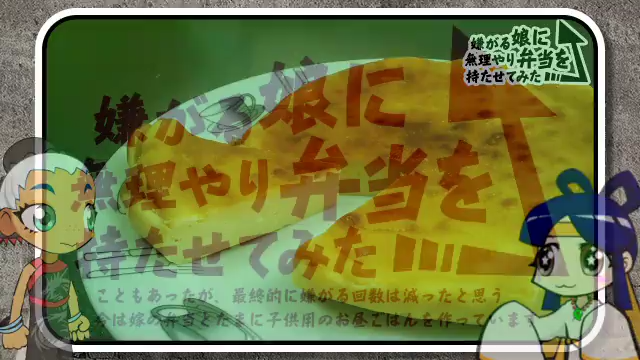 嫌がる娘に
無理やり弁当を
持たせてみた
嫌がる娘に
無理やり弁当を
持たせてみた
こともあったが、最終的に嫌がる回数は減ったと思う
今は嫁の弁当とたまに子供用のお昼ごはんを作っています